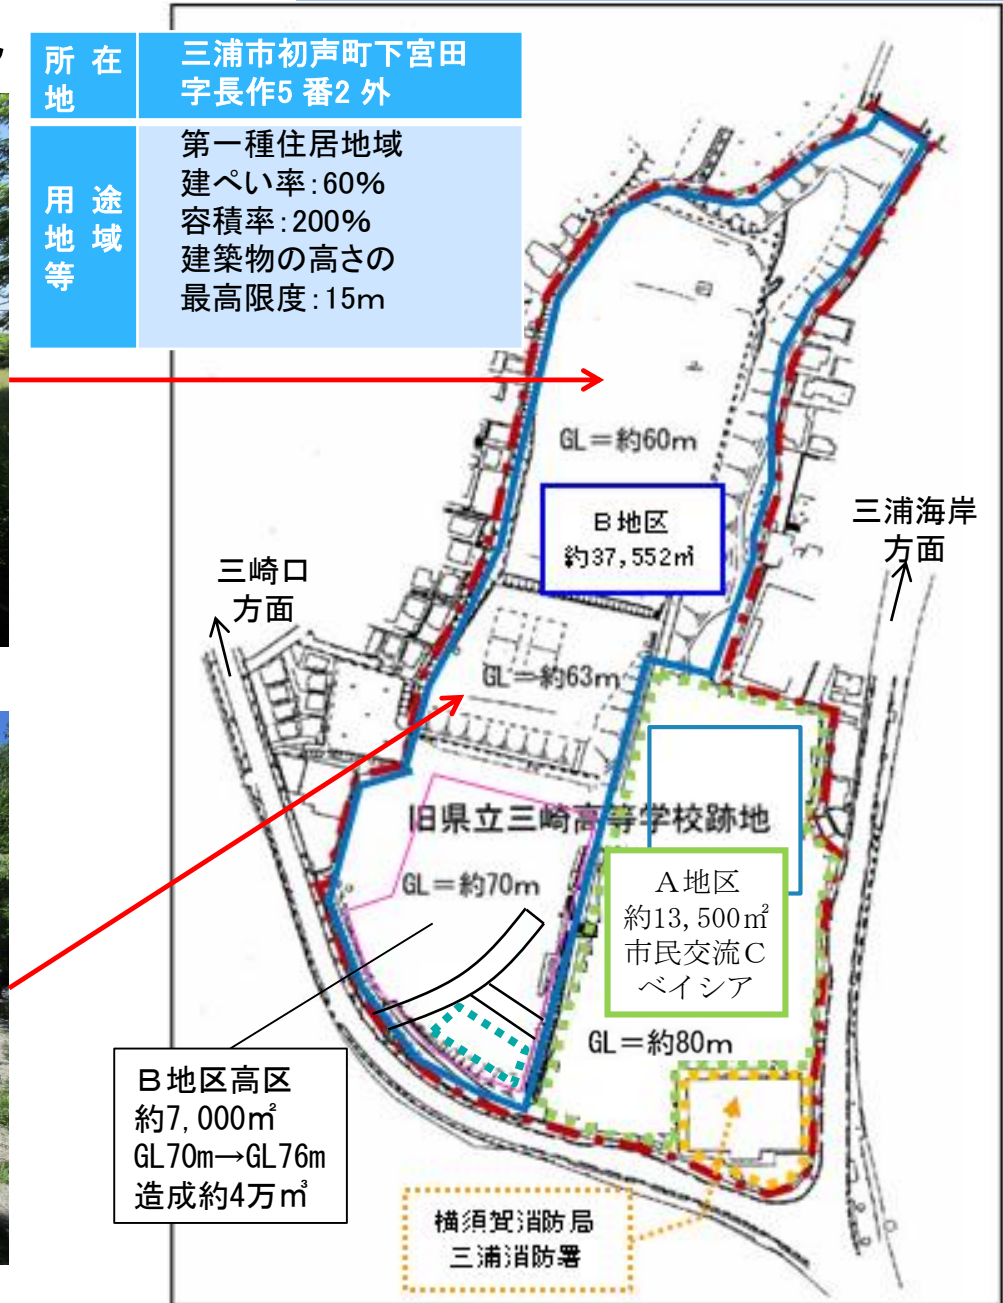 所在地
三浦市初声町下宮田
字長作5 番2 外
用途地域等
第一種住居地域
建ぺい率:60%
容積率:200%
建築物の高さの
最高限度:15m
GL=約60m
B地区
約37,552㎡
三浦海岸
方面
三崎口
方面
GL=約63m
旧県立三崎高等学校跡地
GL=約70m
A地区
約13,500㎡
市民交流C
ベイシア
GL=約80m
B地区高区
約7,000㎡
GL70m→GL76m
造成約4万㎡
横須賀消防局
三浦消防署